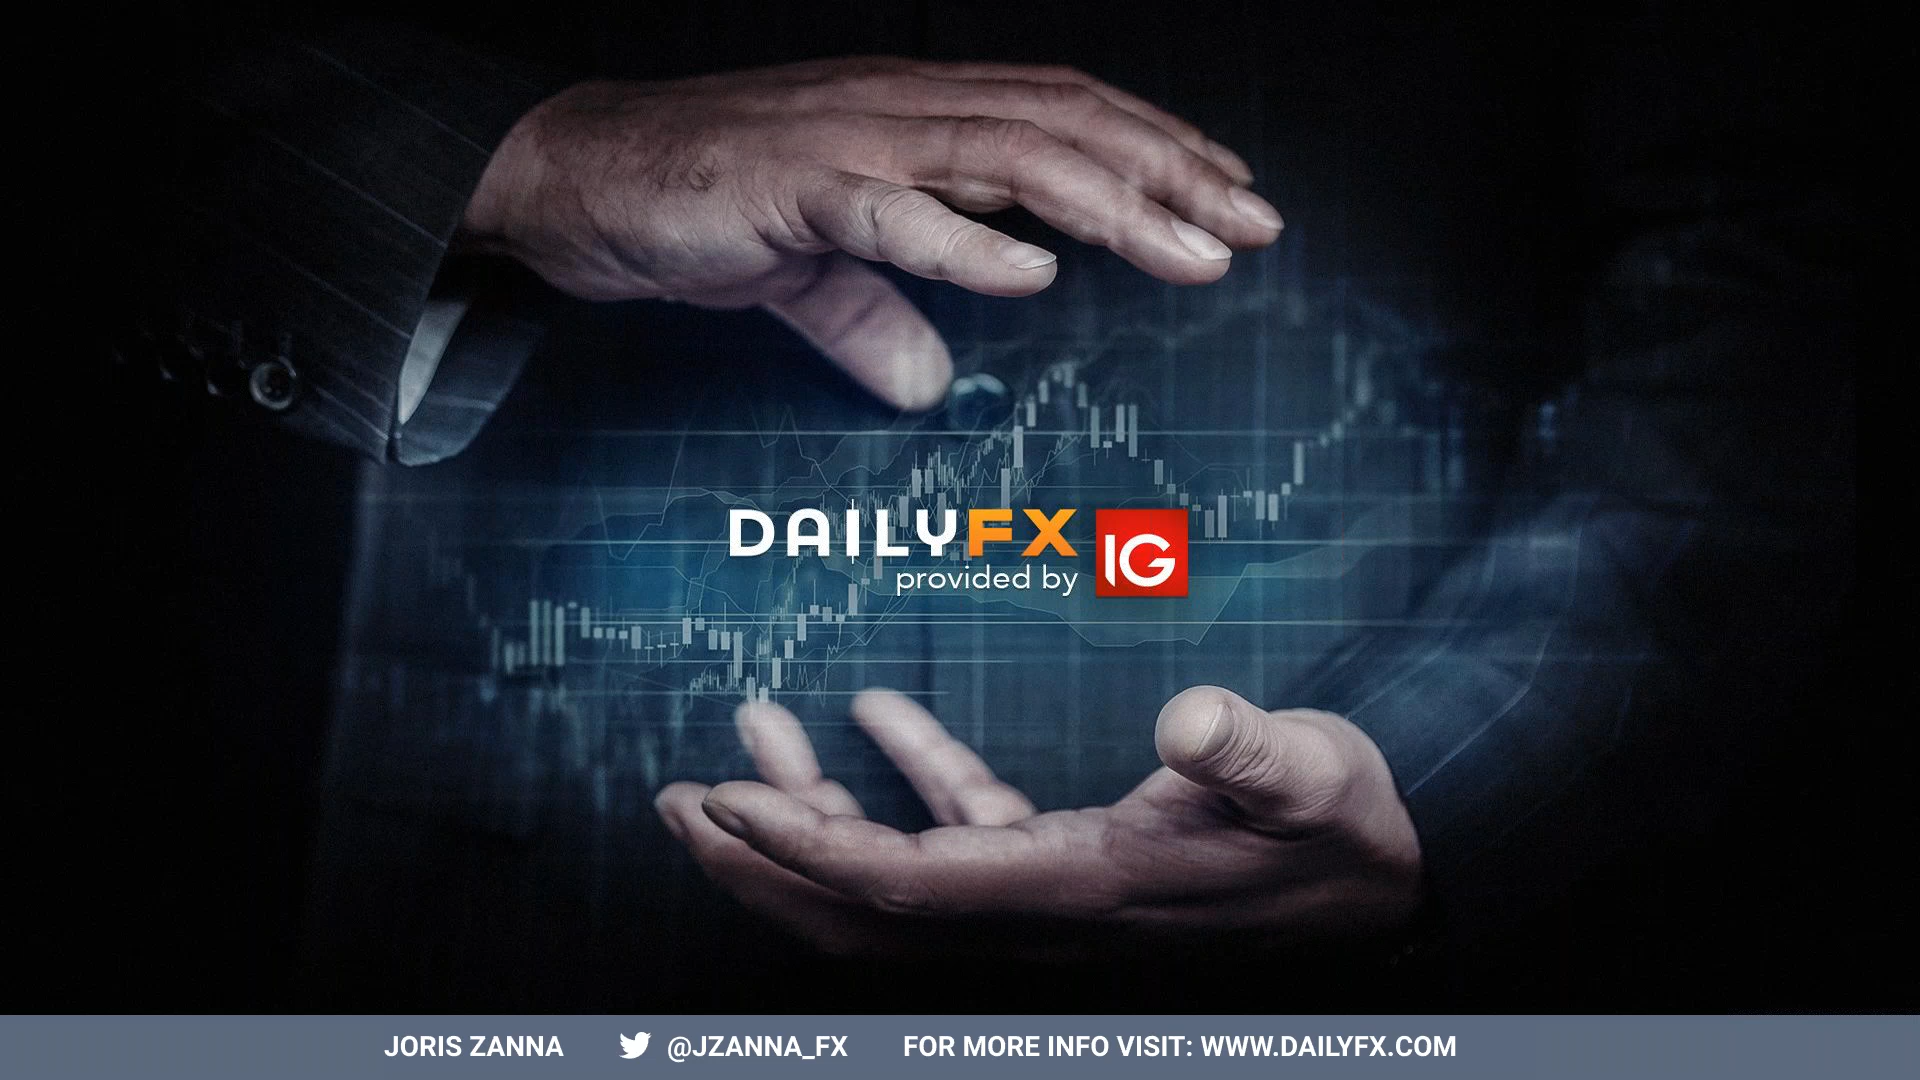 DAILYFX
provided by
IG
JORIS ZANNA @JZANNA_FX FOR MORE INFO VISIT: WWW.DAILYFX.COM